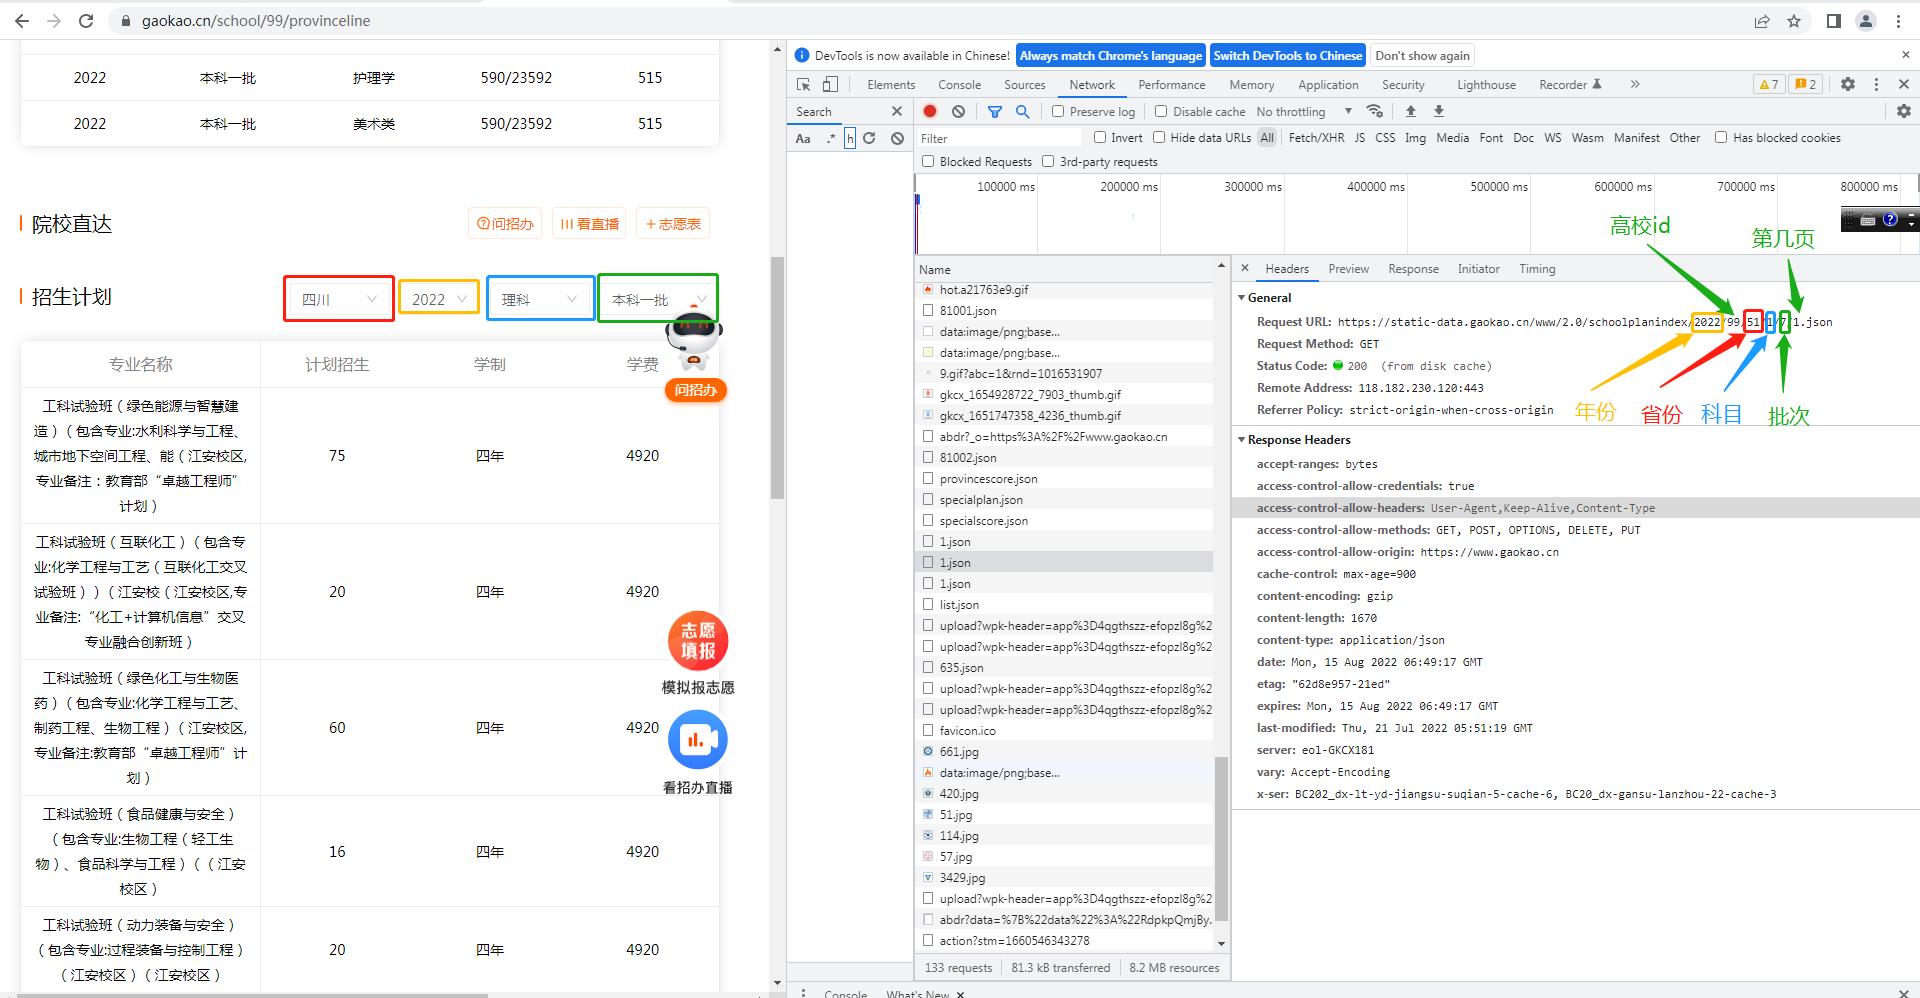 gaokao.cn/school/99/provinceline
2022 本科一批 护理学 590/23592 515
2022 本科一批 美术类 590/23592 515
院校直达 问招办 看直播 +志愿表
招生计划 四川 2022 理科 本科一批
专业名称 计划招生 学制 学费
问招办
工科试验班（绿色能源与智慧建
造）（包含专业:水利科学与工程、
城市地下空间工程、能（江安校区,
专业备注：教育部“卓越工程师”
计划）
75 四年 4920
工科试验班（互联化工）（包含专
业:化学工程与工艺（互联化工交叉
试验班））（江安校（江安校区,专
业备注:“化工+计算机信息”交叉
专业融合创新班）
20 四年 4920
志愿
填报
模拟报志愿
工科试验班（绿色化工与生物医
药）（包含专业:化学工程与工艺、
制药工程、生物工程）（江安校区,
专业备注:教育部“卓越工程师”计
划）
60 四年 4920
看招办直播
工科试验班（食品健康与安全）
（包含专业:生物工程（轻工生
物）、食品科学与工程）（（江安
校区）
16 四年 4920
工科试验班（动力装备与安全）
（包含专业:过程装备与控制工程）
（江安校区）（江安校区）
20 四年 4920
DevTools is now available in Chinese! Always match Chrome's language Switch DevTools to Chinese Don't show again
Elements Console Sources Network Performance Memory Application Security Lighthouse Recorder 7 2
Search Preserve log Disable cache No throttling
Aa .* h Filter Invert Hide data URLs All Fetch/XHR JS CSS Img Media Font Doc WS Wasm Manifest Other Has blocked cookies
Blocked Requests 3rd-party requests
100000 ms 200000 ms 300000 ms 400000 ms 500000 ms 600000 ms 700000 ms 800000 ms
高校id 第几页
Name
hot.a21763e9.gif
81001.json
data:image/png;base...
data:image/png;base...
9.gif?abc=1&rnd=1016531907
gkcx_1654928722_7903_thumb.gif
gkcx_1651747358_4236_thumb.gif
abdr?_o=https%3A%2F%2Fwww.gaokao.cn
81002.json
provincescore.json
specialplan.json
specialscore.json
1.json
1.json
1.json
list.json
upload?wpk-header=app%3D4qgthszz-efopzl8g%2
upload?wpk-header=app%3D4qgthszz-efopzl8g%2
635.json
upload?wpk-header=app%3D4qgthszz-efopzl8g%2
upload?wpk-header=app%3D4qgthszz-efopzl8g%2
favicon.ico
661.jpg
data:image/png;base...
420.jpg
51.jpg
114.jpg
57.jpg
3429.jpg
upload?wpk-header=app%3D4qgthszz-efopzl8g%2
abdr?data=%7B%22data%22%3A%22RdpkpQmjBy.
action?stm=1660546343278
133 requests 81.3 kB transferred 8.2 MB resources
Headers Preview Response Initiator Timing
General
Request URL: https://static-data.gaokao.cn/www/2.0/schoolplanindex/2022/99/51/1/7/1.json
Request Method: GET
Status Code: 200 (from disk cache)
Remote Address: 118.182.230.120:443
Referrer Policy: strict-origin-when-cross-origin
年份 省份 科目 批次
Response Headers
accept-ranges: bytes
access-control-allow-credentials: true
access-control-allow-headers: User-Agent,Keep-Alive,Content-Type
access-control-allow-methods: GET, POST, OPTIONS, DELETE, PUT
access-control-allow-origin: https://www.gaokao.cn
cache-control: max-age=900
content-encoding: gzip
content-length: 1670
content-type: application/json
date: Mon, 15 Aug 2022 06:49:17 GMT
etag: "62d8e957-21ed"
expires: Mon, 15 Aug 2022 06:49:17 GMT
last-modified: Thu, 21 Jul 2022 05:51:19 GMT
server: eol-GKCX181
vary: Accept-Encoding
x-ser: BC202_dx-lt-yd-jiangsu-suqian-5-cache-6, BC20_dx-gansu-lanzhou-22-cache-3
Console What's New